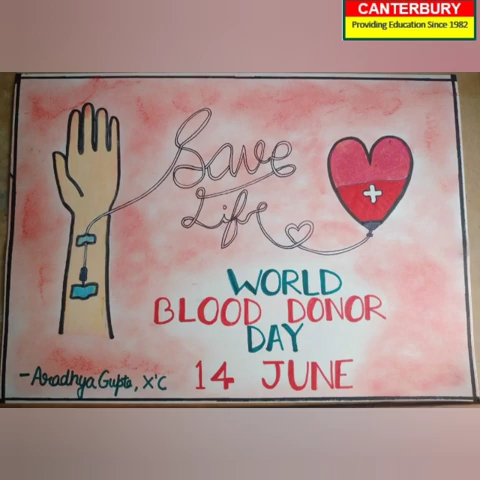 CANTERBURY
Providing Education Since 1982
Save
Life
WORLD
BLOOD DONOR
DAY
14 JUNE
-Aradhya Gupta, X'C